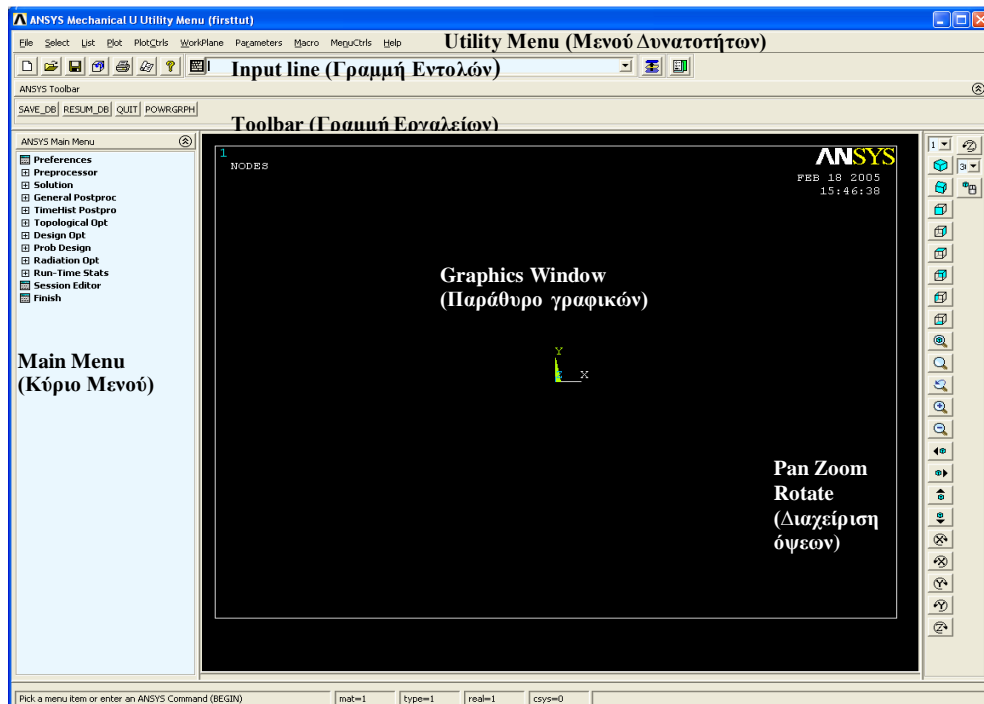 ANSYS Mechanical U Utility Menu (firsttut)
File Select List Plot PlotCtrls WorkPlane Parameters Macro MenuCtrls Help
Utility Menu (Μενού Δυνατοτήτων)
Input line (Γραμμή Εντολών)
ANSYS Toolbar
SAVE_DB RESUM_DB QUIT POWRGRPH
Toolbar (Γραμμή Εργαλείων)
ANSYS Main Menu
Preferences
Preprocessor
Solution
General Postproc
TimeHist Postpro
Topological Opt
Design Opt
Prob Design
Radiation Opt
Run-Time Stats
Session Editor
Finish
Main Menu
(Κύριο Μενού)
1
NODES
ANSYS
FEB 18 2005
15:46:38
Graphics Window
(Παράθυρο γραφικών)
Y
Z X
Pan Zoom
Rotate
(Διαχείριση
όψεων)
1
Pick a menu item or enter an ANSYS Command (BEGIN) mat=1 type=1 real=1 csys=0